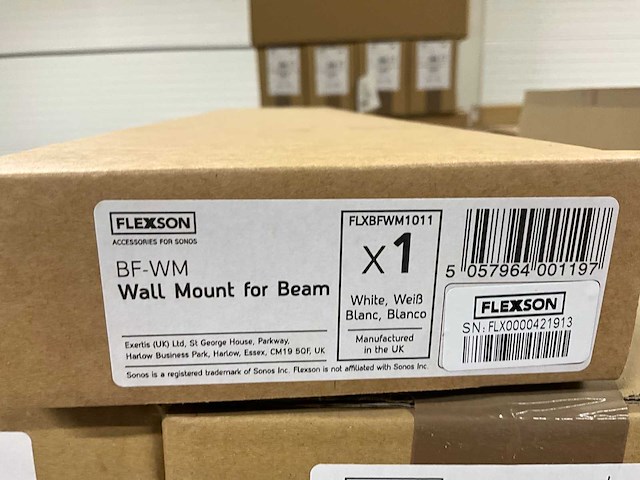 FLEXSON
ACCESSORIES FOR SONOS
BF-WM
Wall Mount for Beam
Exertis (UK) Ltd, St George House, Parkway,
Harlow Business Park, Harlow, Essex, CM19 5QF, UK
Sonos is a registered trademark of Sonos Inc. Flexson is not affiliated with Sonos Inc.
FLXBFWM1011
x1
White, Weiß
Blanc, Blanco
Manufactured
in the UK
5 057964 001197
FLEXSON
SN: FLX0000421913